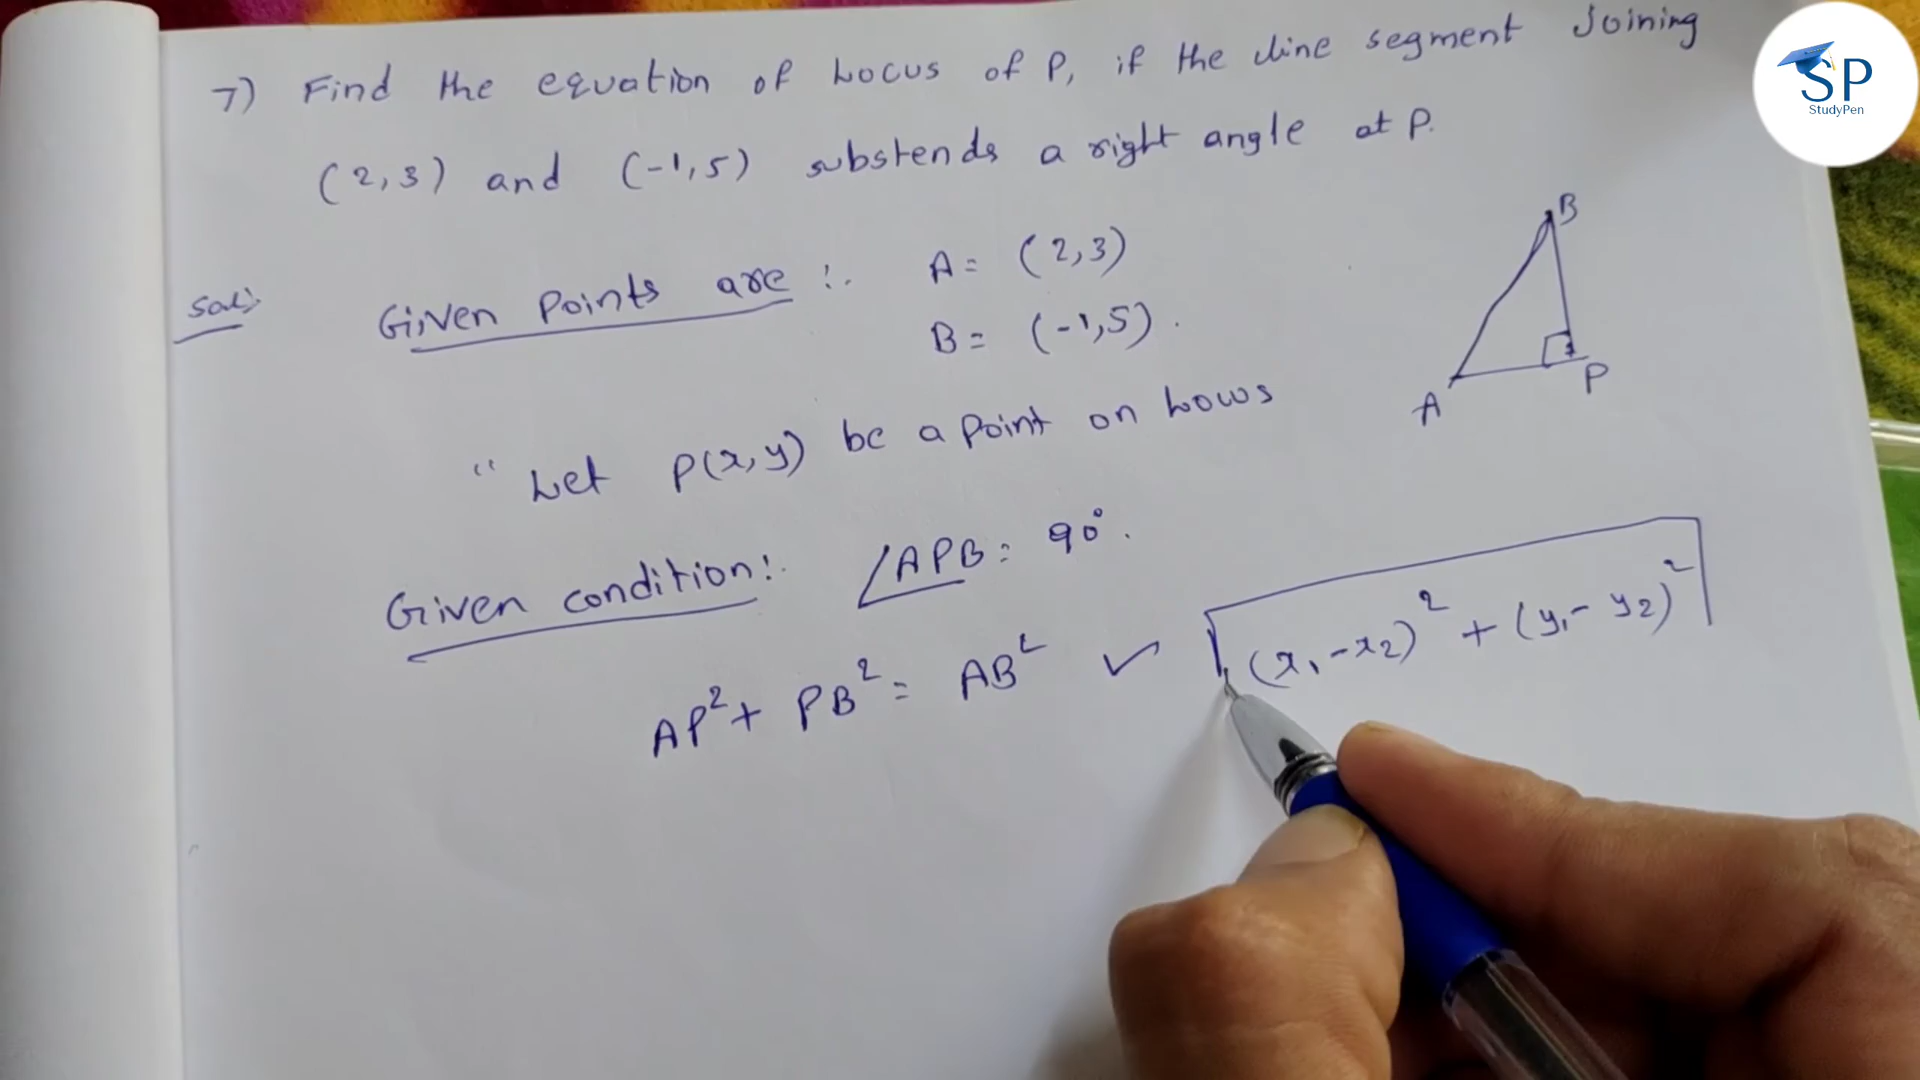 7) Find the equation of Locus of P, if the line segment Joining
(2,3) and (-1,5) substends a right angle at P.
Sol:
Given Points are :. A = (2,3)
B = (-1,5).
"Let P(x,y) be a Point on Locus
Given condition:. ∠APB = 90°.
AP²+ PB² = AB² ✓ √(x₁-x₂)² + (y₁-y₂)²
B
A
P
SP
StudyPen